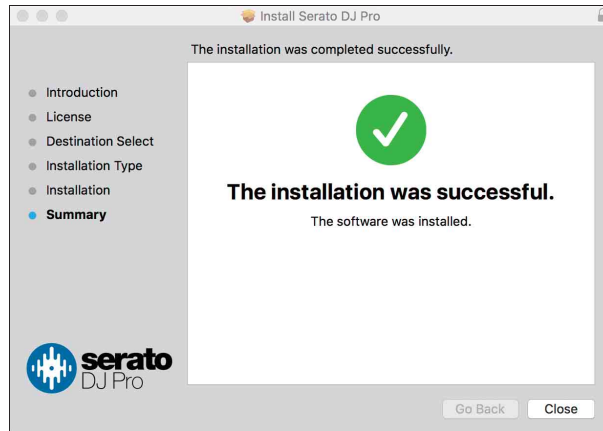 Install Serato DJ Pro
The installation was completed successfully.
Introduction
License
Destination Select
Installation Type
Installation
Summary
The installation was successful.
The software was installed.
serato
DJ Pro
Go Back
Close